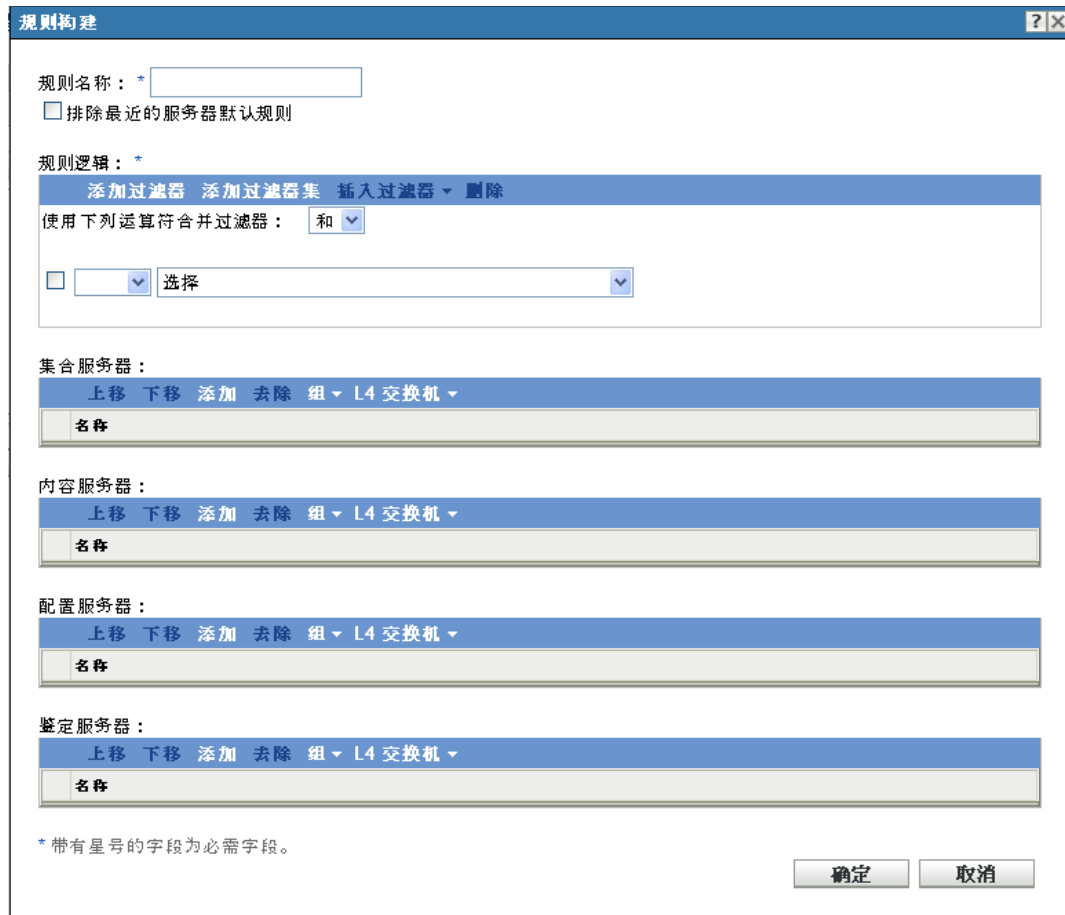 规则构建
规则名称： *
排除最近的服务器默认规则
规则逻辑： *
添加过滤器 添加过滤器集 插入过滤器 删除
使用下列运算符合并过滤器： 和
选择
集合服务器：
上移 下移 添加 去除 组 L4 交换机
名称
内容服务器：
上移 下移 添加 去除 组 L4 交换机
名称
配置服务器：
上移 下移 添加 去除 组 L4 交换机
名称
鉴定服务器：
上移 下移 添加 去除 组 L4 交换机
名称
* 带有星号的字段为必需字段。
确定 取消